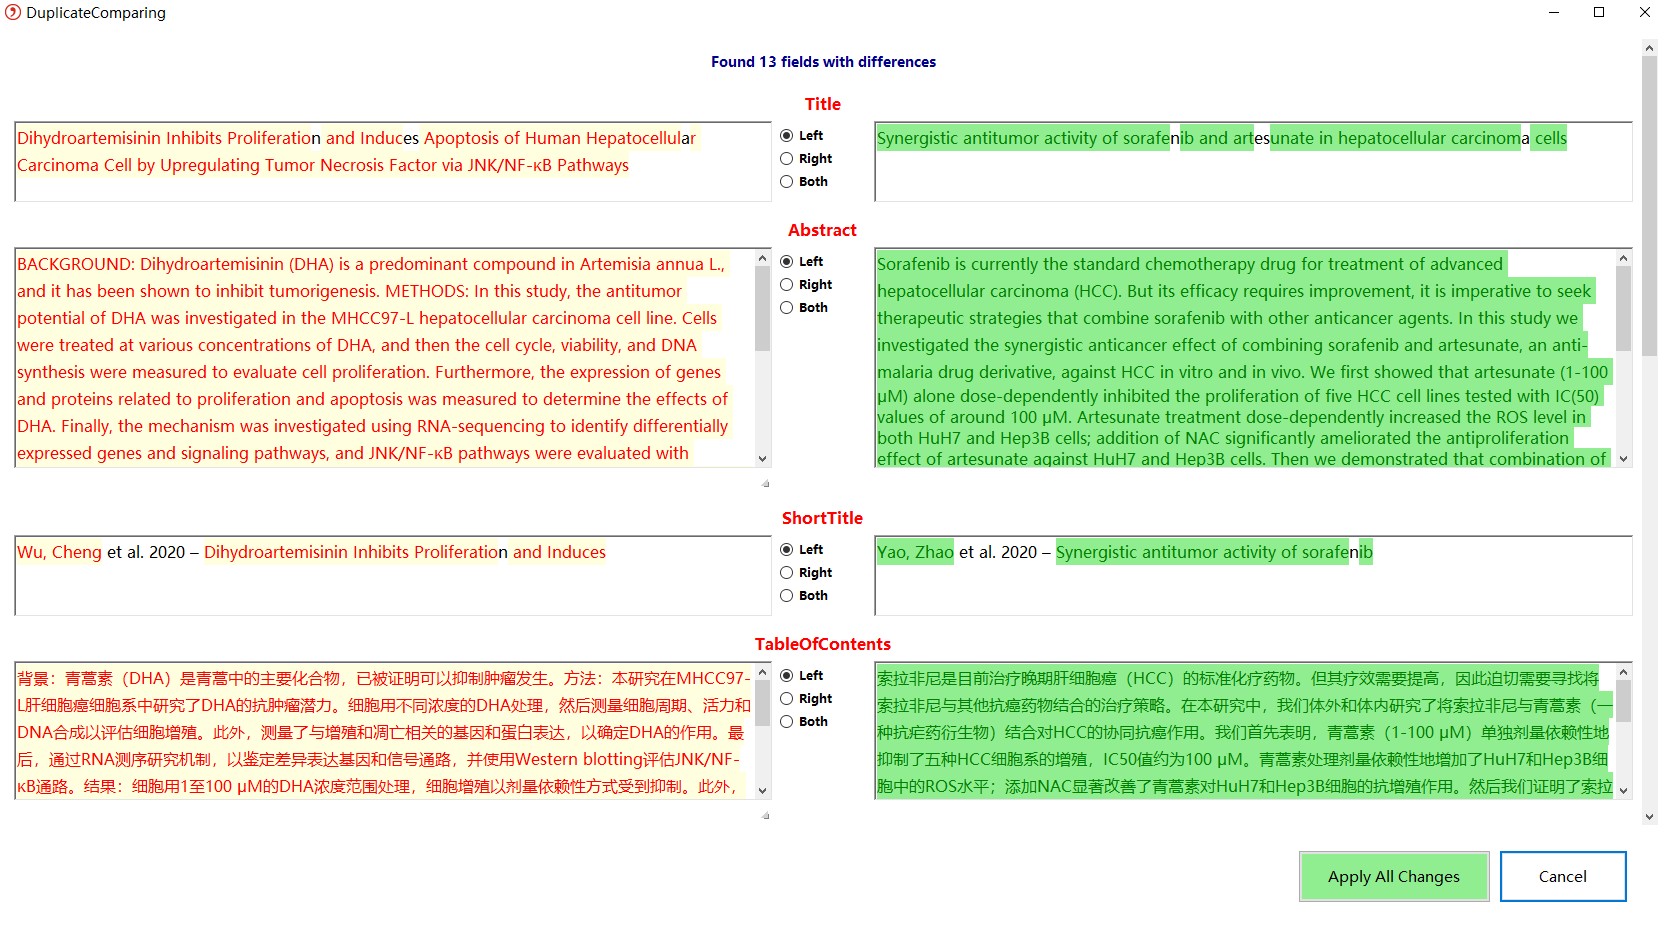 DuplicateComparing
Found 13 fields with differences
Title
Dihydroartemisinin Inhibits Proliferation and Induces Apoptosis of Human Hepatocellular
Carcinoma Cell by Upregulating Tumor Necrosis Factor via JNK/NF-κB Pathways
Left
Right
Both
Synergistic antitumor activity of sorafenib and artesunate in hepatocellular carcinoma cells
Abstract
BACKGROUND: Dihydroartemisinin (DHA) is a predominant compound in Artemisia annua L.,
and it has been shown to inhibit tumorigenesis. METHODS: In this study, the antitumor
potential of DHA was investigated in the MHCC97-L hepatocellular carcinoma cell line. Cells
were treated at various concentrations of DHA, and then the cell cycle, viability, and DNA
synthesis were measured to evaluate cell proliferation. Furthermore, the expression of genes
and proteins related to proliferation and apoptosis was measured to determine the effects of
DHA. Finally, the mechanism was investigated using RNA-sequencing to identify differentially
expressed genes and signaling pathways, and JNK/NF-κB pathways were evaluated with
Left
Right
Both
Sorafenib is currently the standard chemotherapy drug for treatment of advanced
hepatocellular carcinoma (HCC). But its efficacy requires improvement, it is imperative to seek
therapeutic strategies that combine sorafenib with other anticancer agents. In this study we
investigated the synergistic anticancer effect of combining sorafenib and artesunate, an anti-
malaria drug derivative, against HCC in vitro and in vivo. We first showed that artesunate (1-100
μM) alone dose-dependently inhibited the proliferation of five HCC cell lines tested with IC(50)
values of around 100 μM. Artesunate treatment dose-dependently increased the ROS level in
both HuH7 and Hep3B cells; addition of NAC significantly ameliorated the antiproliferation
effect of artesunate against HuH7 and Hep3B cells. Then we demonstrated that combination of
ShortTitle
Wu, Cheng et al. 2020 – Dihydroartemisinin Inhibits Proliferation and Induces
Left
Right
Both
Yao, Zhao et al. 2020 – Synergistic antitumor activity of sorafenib
TableOfContents
背景：青蒿素（DHA）是青蒿中的主要化合物，已被证明可以抑制肿瘤发生。方法：本研究在MHCC97-
L肝细胞癌细胞系中研究了DHA的抗肿瘤潜力。细胞用不同浓度的DHA处理，然后测量细胞周期、活力和
DNA合成以评估细胞增殖。此外，测量了与增殖和凋亡相关的基因和蛋白表达，以确定DHA的作用。最
后，通过RNA测序研究机制，以鉴定差异表达基因和信号通路，并使用Western blotting评估JNK/NF-
κB通路。结果：细胞用1至100 μM的DHA浓度范围处理，细胞增殖以剂量依赖性方式受到抑制。此外，
Left
Right
Both
索拉非尼是目前治疗晚期肝细胞癌（HCC）的标准化疗药物。但其疗效需要提高，因此迫切需要寻找将
索拉非尼与其他抗癌药物结合的治疗策略。在本研究中，我们体外和体内研究了将索拉非尼与青蒿素（一
种抗疟药衍生物）结合对HCC的协同抗癌作用。我们首先表明，青蒿素（1-100 μM）单独剂量依赖性地
抑制了五种HCC细胞系的增殖，IC50值约为100 μM。青蒿素处理剂量依赖性地增加了HuH7和Hep3B细
胞中的ROS水平；添加NAC显著改善了青蒿素对HuH7和Hep3B细胞的抗增殖作用。然后我们证明了索拉
Apply All Changes
Cancel